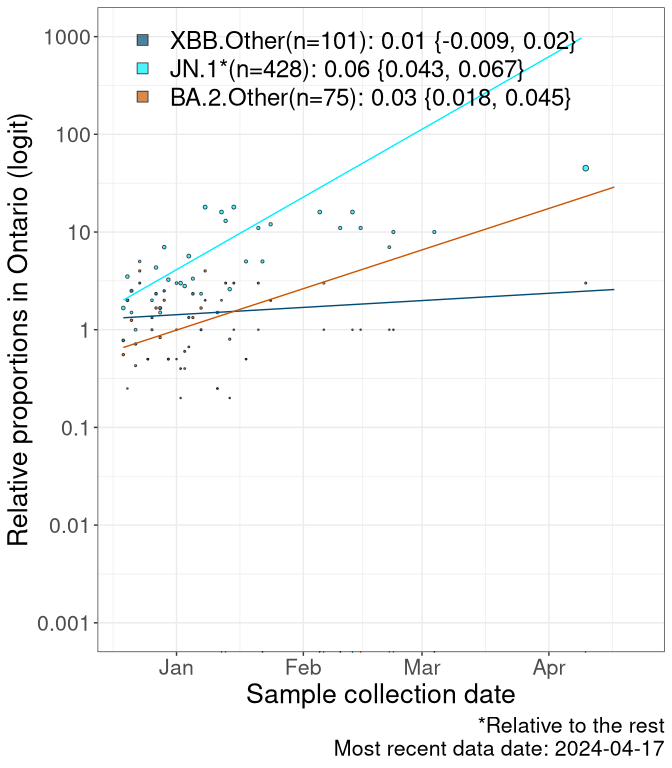 XBB.Other(n=101): 0.01 {-0.009, 0.02}
JN.1*(n=428): 0.06 {0.043, 0.067}
BA.2.Other(n=75): 0.03 {0.018, 0.045}
Relative proportions in Ontario (logit)
1000
100
10
1
0.1
0.01
0.001
Jan Feb Mar Apr
Sample collection date
*Relative to the rest
Most recent data date: 2024-04-17